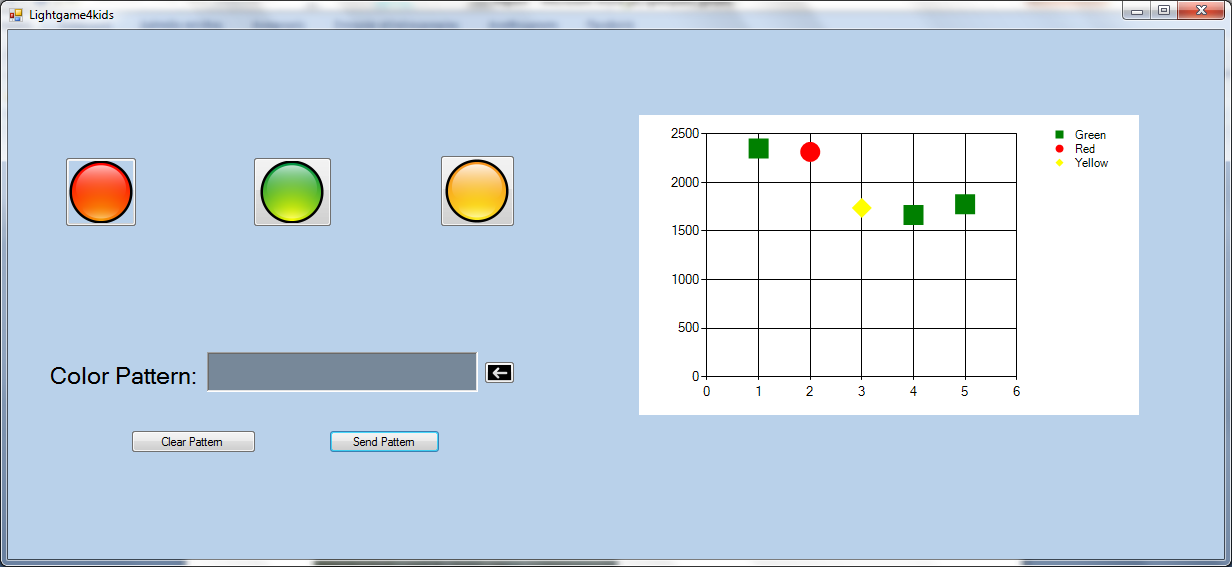 Lightgame4kids
Color Pattern:
Clear Pattern
Send Pattern
2500
2000
1500
1000
500
0
0 1 2 3 4 5 6
Green
Red
Yellow